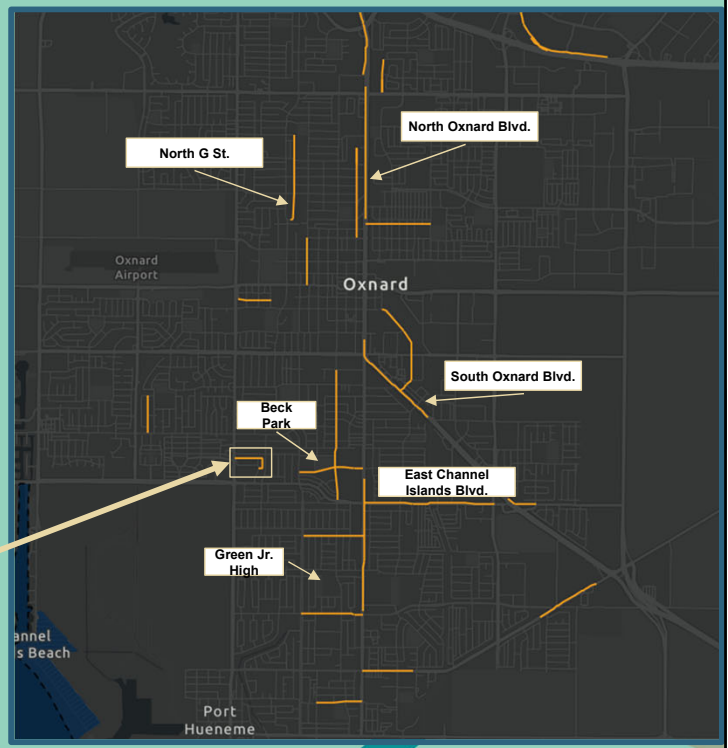 North Oxnard Blvd.
North G St.
Oxnard
Airport
Oxnard
South Oxnard Blvd.
Beck
Park
East Channel
Islands Blvd.
Green Jr.
High
annel
s Beach
Port
Hueneme